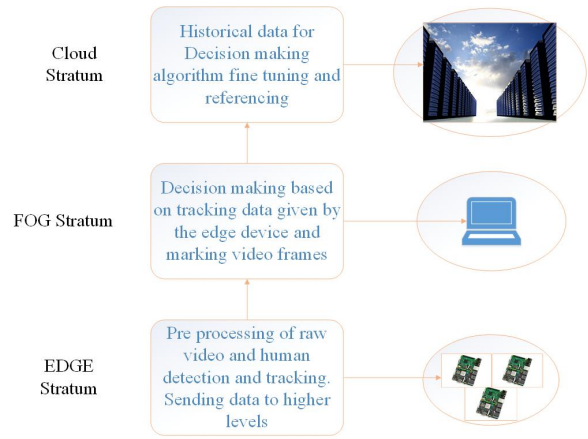 Cloud
Stratum
Historical data for
Decision making
algorithm fine tuning and
referencing
FOG Stratum
Decision making based
on tracking data given by
the edge device and
marking video frames
EDGE
Stratum
Pre processing of raw
video and human
detection and tracking.
Sending data to higher
levels